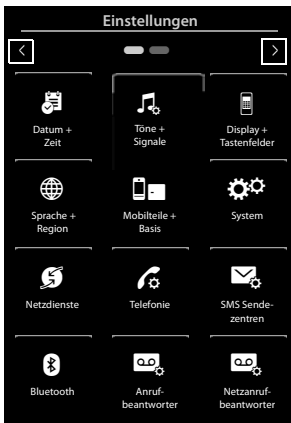 Einstellungen
Datum +
Zeit
Töne +
Signale
Display +
Tastenfelder
Sprache +
Region
Mobilteile +
Basis
System
Netzdienste
Telefonie
SMS Sende-
zentren
Bluetooth
Anruf-
beantworter
Netzanruf-
beantworter